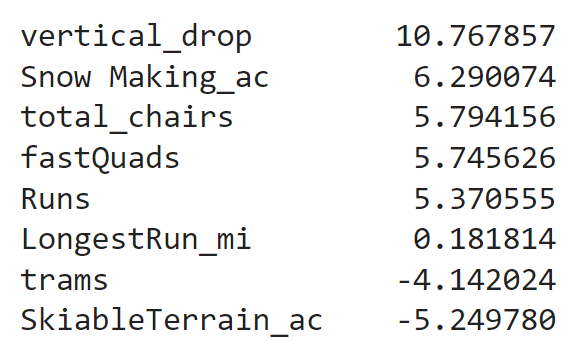 vertical_drop 10.767857
Snow Making_ac 6.290074
total_chairs 5.794156
fastQuads 5.745626
Runs 5.370555
LongestRun_mi 0.181814
trams -4.142024
SkiableTerrain_ac -5.249780